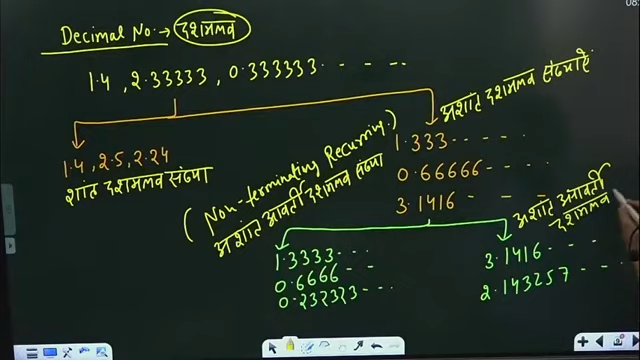 Decimal No. → दशमलव
1.4, 2.33333, 0.333333 - - - -
अशांत दशमलव संख्याएँ
1.4, 2.5, 2.24
शांत दशमलव संख्या
1.333 - - - -
0.66666 - - - -
3.1416 - - -
(Non-terminating Recurring.)
अशांत आवर्ती दशमलव संख्या
अशांत अनावर्ती
दशमलव
1.3333 - - -
0.6666 - - -
0.232323 - - -
3.1416 - - -
2.143257 - - -